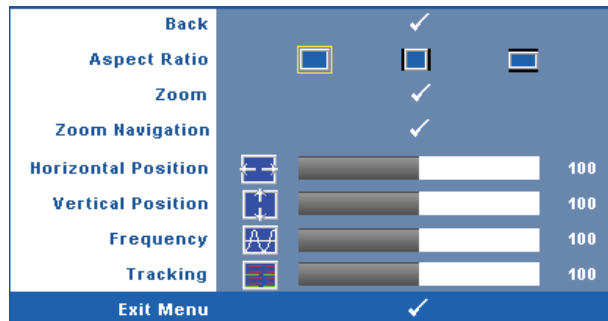 Back
Aspect Ratio
Zoom
Zoom Navigation
Horizontal Position 100
Vertical Position 100
Frequency 100
Tracking 100
Exit Menu